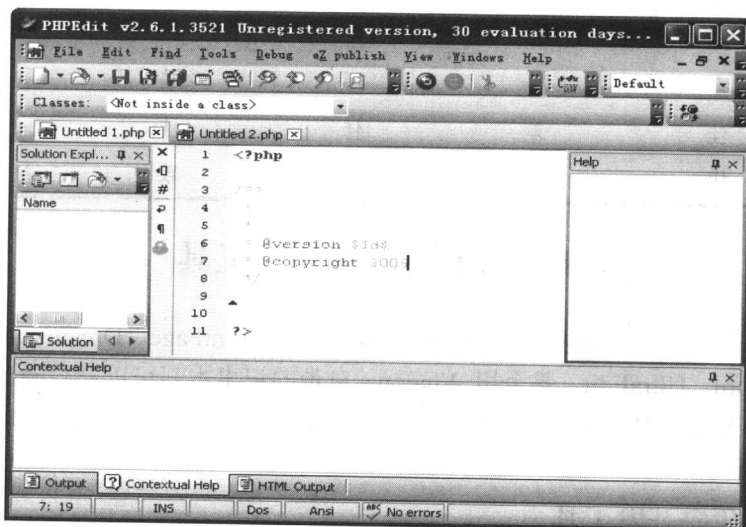 PHPEdit v2.6.1.3521 Unregistered version, 30 evaluation days...
File Edit Find Tools Debug eZ publish View Windows Help
Default
Classes: <Not inside a class>
Untitled 1.php Untitled 2.php
Solution Expl...
Name
Solution
1 <?php
2
3 /**
4 *
5 *
6 * @version $Id$
7 * @copyright
8 */
9
10
11 ?>
Help
Contextual Help
Output Contextual Help HTML Output
7: 19 INS Dos Ansi No errors